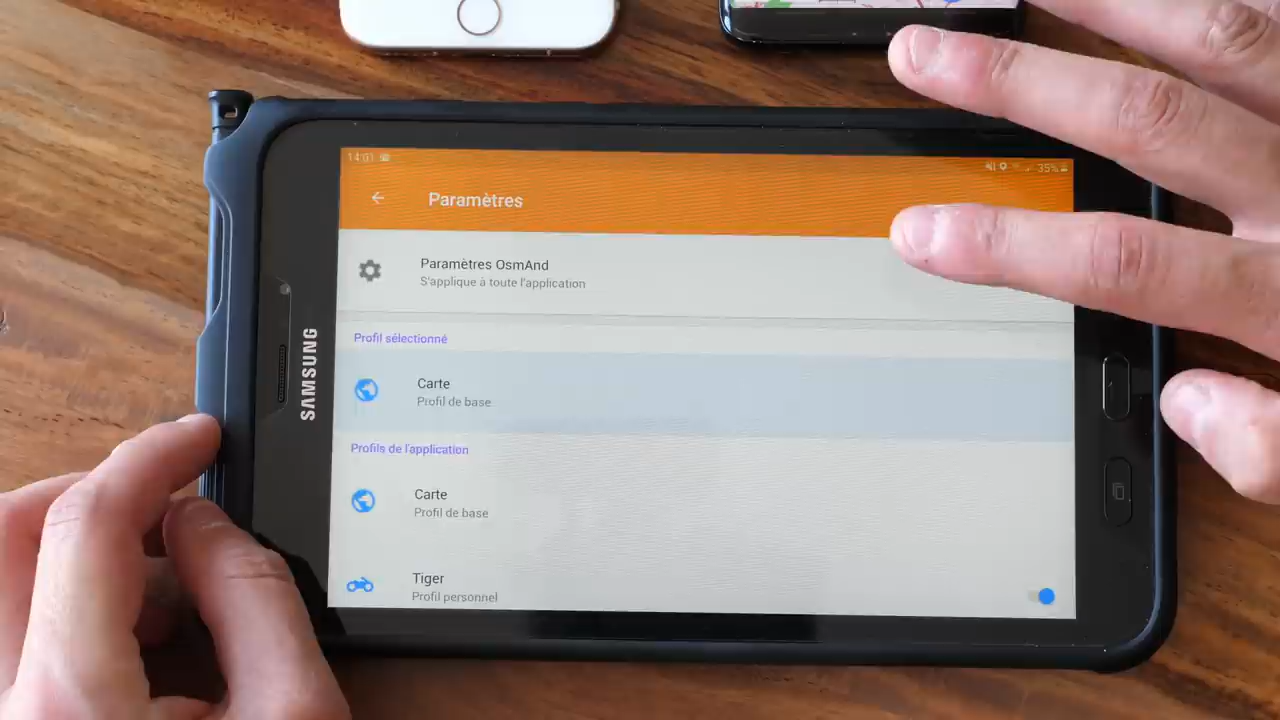 14:01
35%
Paramètres
Paramètres OsmAnd
S'applique à toute l'application
Profil sélectionné
Carte
Profil de base
Profils de l'application
Carte
Profil de base
Tiger
Profil personnel
SAMSUNG